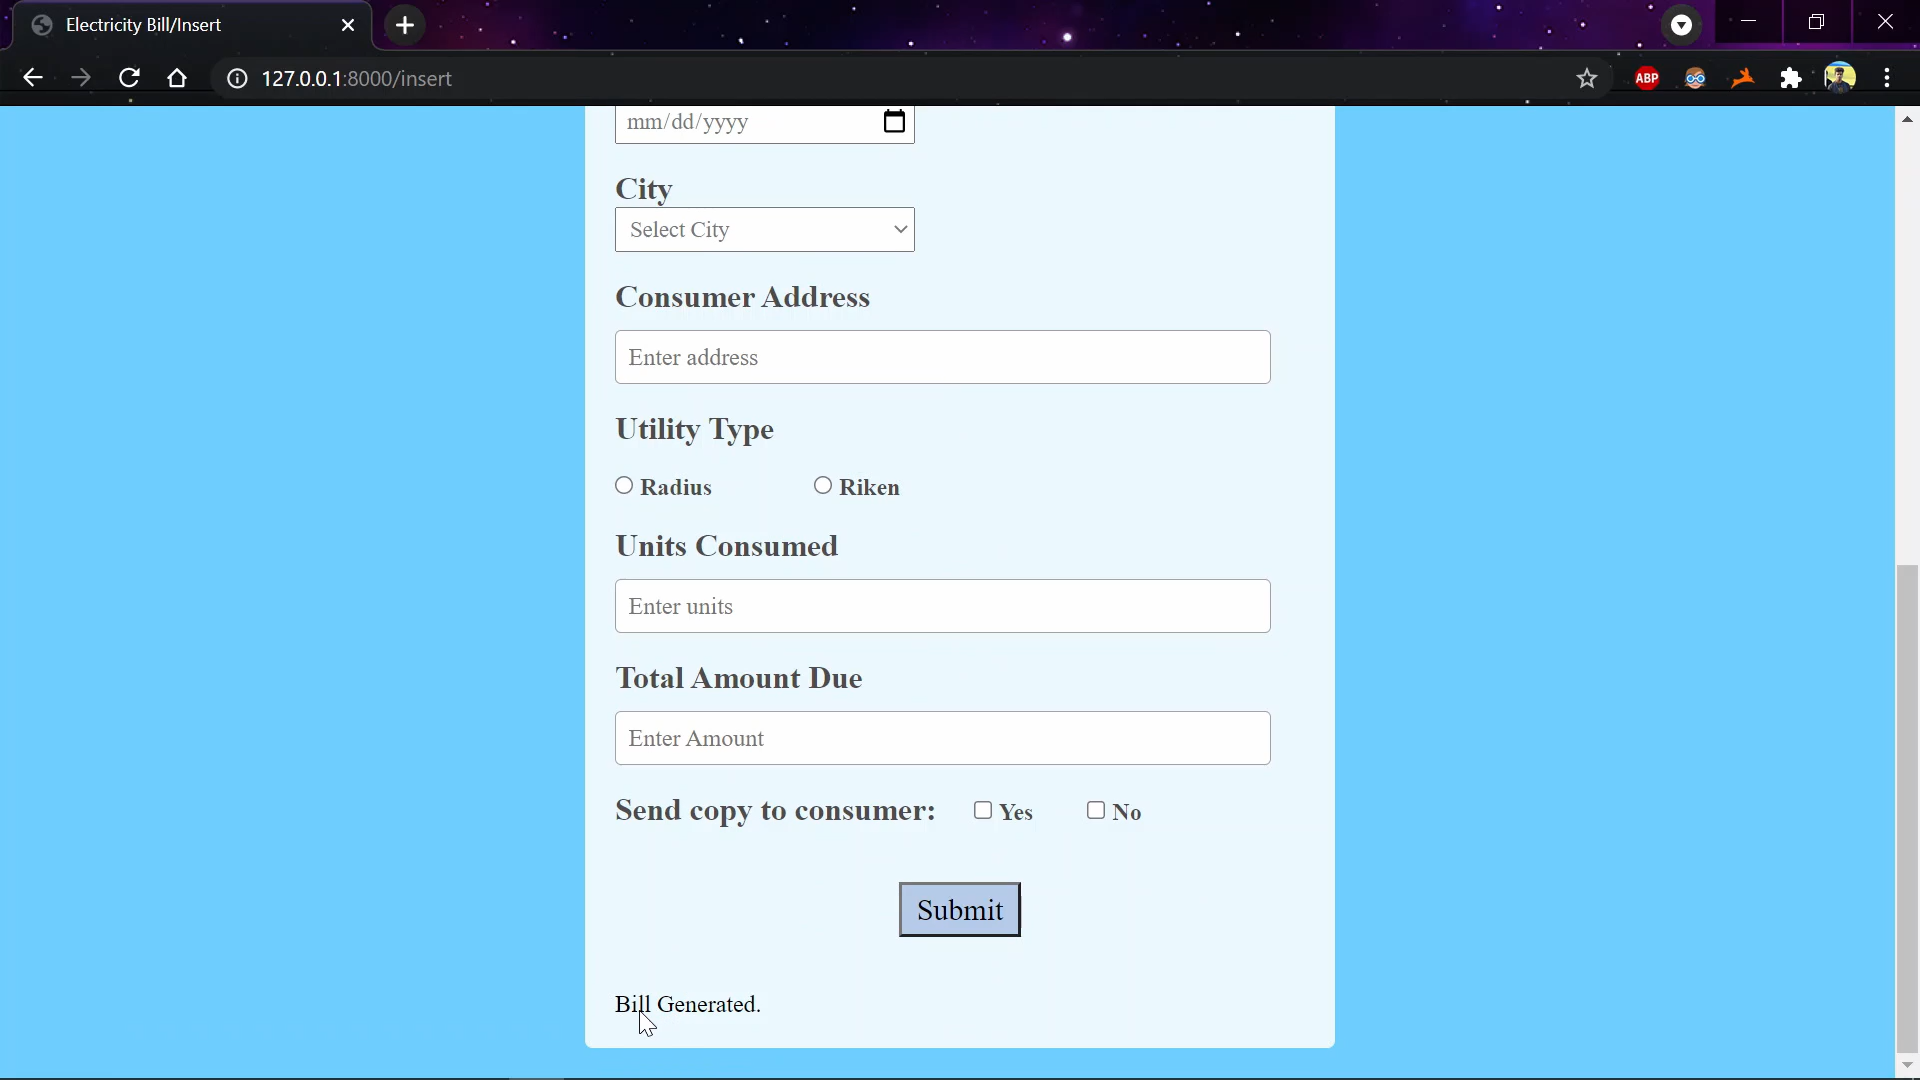 Electricity Bill/Insert
127.0.0.1:8000/insert
ABP
mm/dd/yyyy
City
Select City
Consumer Address
Enter address
Utility Type
Radius Riken
Units Consumed
Enter units
Total Amount Due
Enter Amount
Send copy to consumer: Yes No
Submit
Bill Generated.